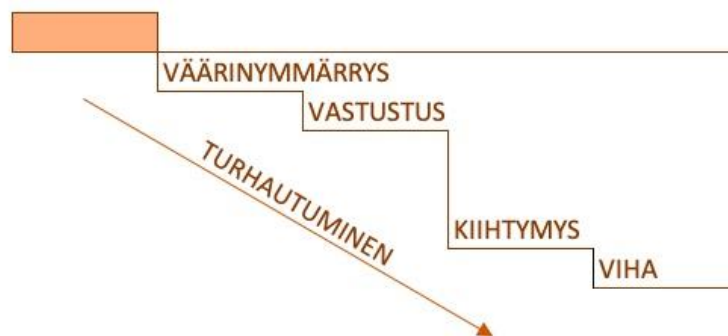 VÄÄRINYMMÄRRYS
VASTUSTUS
TURHAUTUMINEN
KIIHTYMYS
VIHA